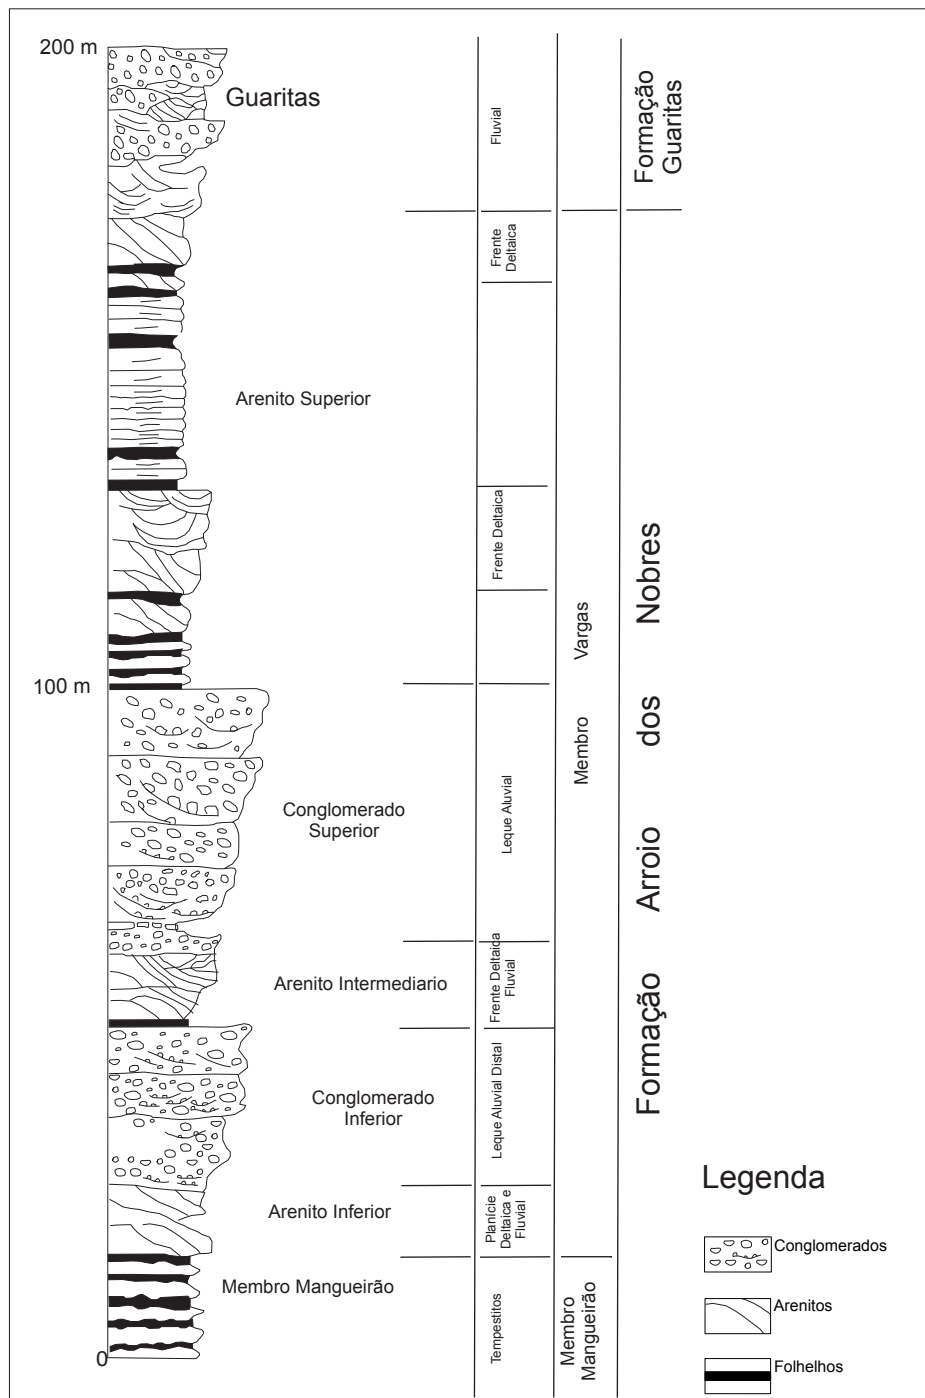 200 m
Guaritas
Fluvial
Formação
Guaritas
Frente
Deltaica
Arenito Superior
Frente Deltaica
100 m
Conglomerado
Superior
Leque Aluvial
Membro Vargas
Formação Arroio dos Nobres
Arenito Intermediario
Frente Deltaica
Fluvial
Conglomerado
Inferior
Leque Aluvial Distal
Arenito Inferior
Planície
Deltaica e
Fluvial
Membro Mangueirão
Tempestitos
Membro
Mangueirão
0
Legenda
Conglomerados
Arenitos
Folhelhos